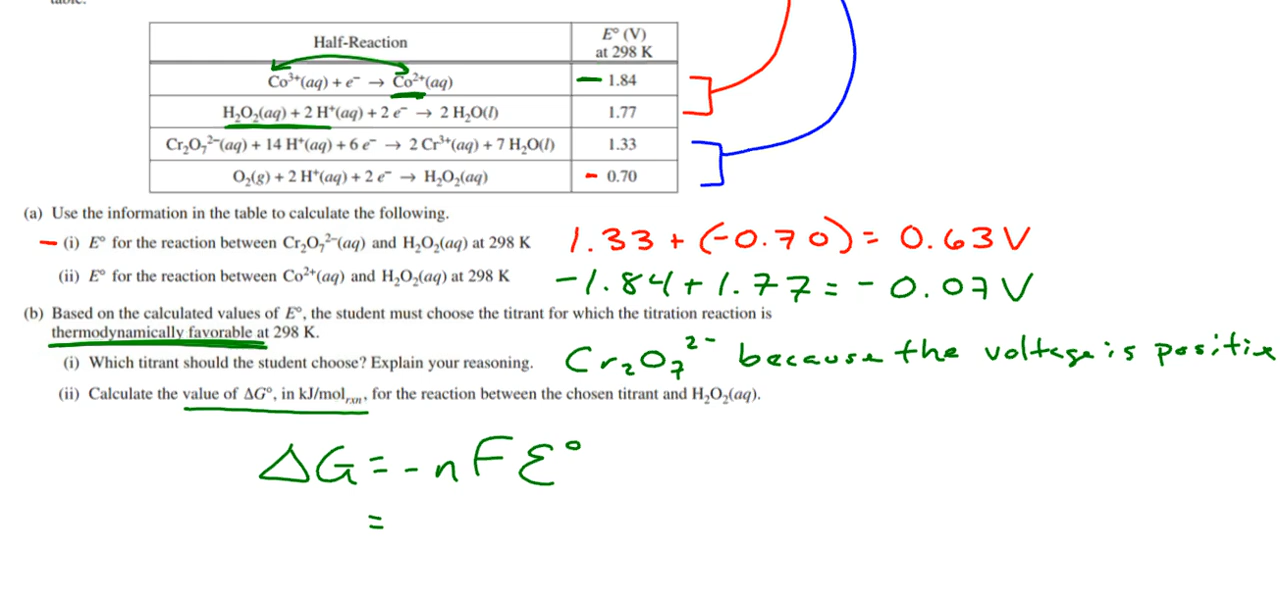 table.
Half-Reaction E° (V) at 298 K
Co³⁺(aq) + e⁻ → Co²⁺(aq) 1.84
H₂O₂(aq) + 2 H⁺(aq) + 2 e⁻ → 2 H₂O(l) 1.77
Cr₂O₇²⁻(aq) + 14 H⁺(aq) + 6 e⁻ → 2 Cr³⁺(aq) + 7 H₂O(l) 1.33
O₂(g) + 2 H⁺(aq) + 2 e⁻ → H₂O₂(aq) - 0.70
(a) Use the information in the table to calculate the following.
(i) E° for the reaction between Cr₂O₇²⁻(aq) and H₂O₂(aq) at 298 K 1.33 + (-0.70) = 0.63 V
(ii) E° for the reaction between Co²⁺(aq) and H₂O₂(aq) at 298 K -1.84 + 1.77 = - 0.07 V
(b) Based on the calculated values of E°, the student must choose the titrant for which the titration reaction is
thermodynamically favorable at 298 K.
(i) Which titrant should the student choose? Explain your reasoning. Cr₂O₇²⁻ because the voltage is positive
(ii) Calculate the value of ΔG°, in kJ/molᵣₓₙ, for the reaction between the chosen titrant and H₂O₂(aq).
ΔG = - n F ℰ°
=